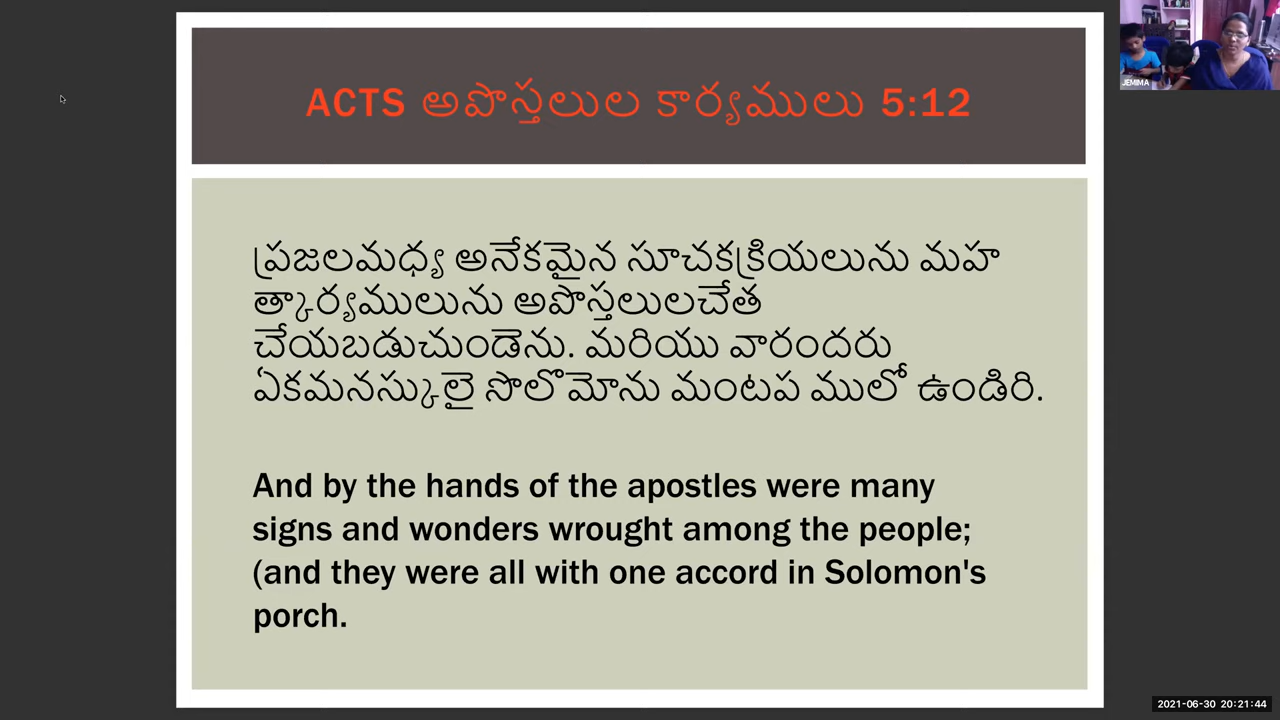 ACTS అపొస్తలుల కార్యములు 5:12
ప్రజలమధ్య అనేకమైన సూచకక్రియలును మహ
త్కార్యములును అపొస్తలులచేత
చేయబడుచుండెను. మరియు వారందరు
ఏకమనస్కులై సొలొమోను మంటప ములో ఉండిరి.
And by the hands of the apostles were many
signs and wonders wrought among the people;
(and they were all with one accord in Solomon's
porch.
JEMIMA
2021-06-30 20:21:44